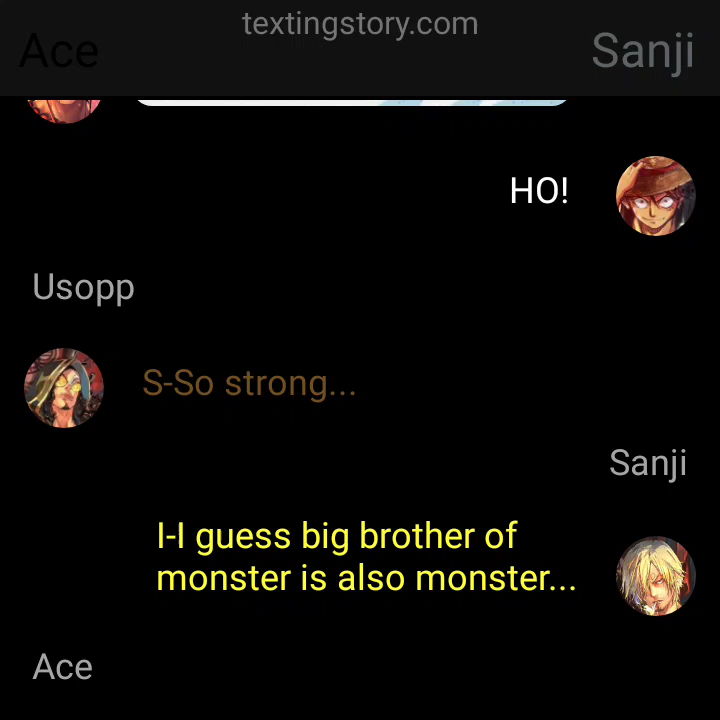 textingstory.com
Ace
Sanji
HO!
Usopp
S-So strong...
Sanji
I-I guess big brother of
monster is also monster...
Ace